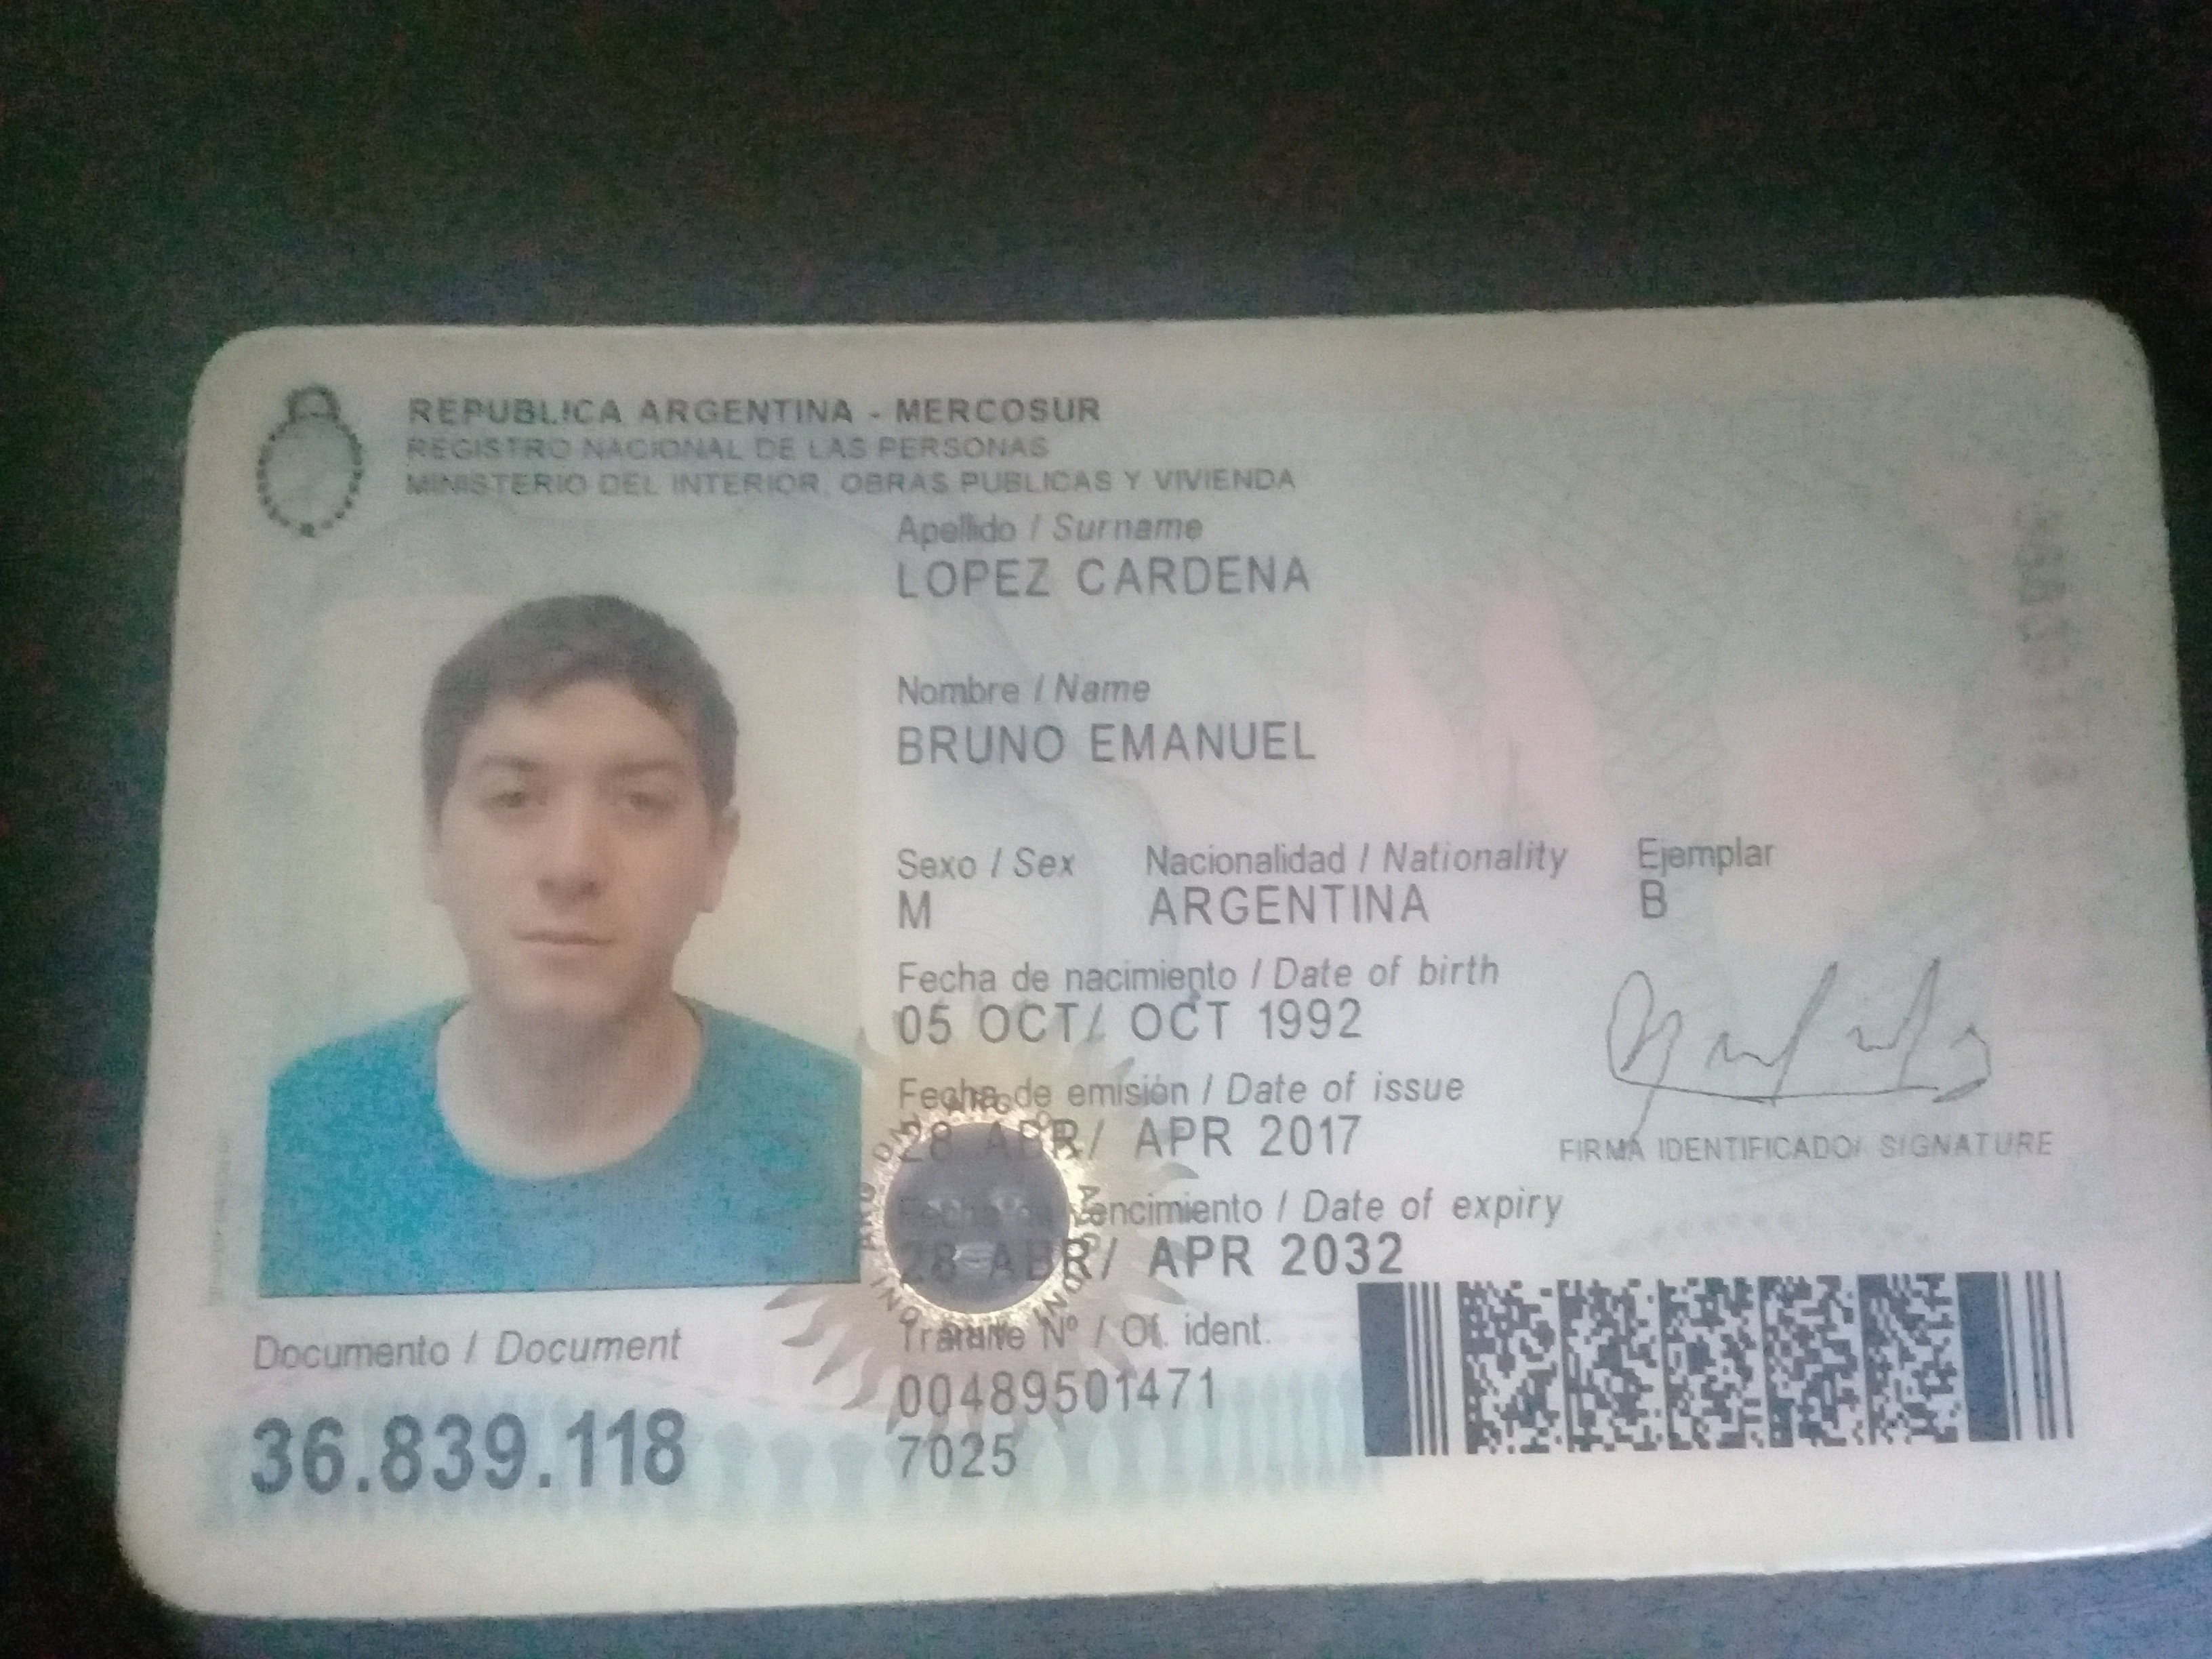 REPUBLICA ARGENTINA - MERCOSUR
REGISTRO NACIONAL DE LAS PERSONAS
MINISTERIO DEL INTERIOR, OBRAS PUBLICAS Y VIVIENDA
Apellido / Surname
LOPEZ CARDENA
Nombre / Name
BRUNO EMANUEL
Sexo / Sex Nacionalidad / Nationality Ejemplar
M ARGENTINA B
Fecha de nacimiento / Date of birth
05 OCT/ OCT 1992
Fecha de emisión / Date of issue
28 ABR/ APR 2017
FIRMA IDENTIFICADO/ SIGNATURE
Fecha de vencimiento / Date of expiry
28 ABR/ APR 2032
Trámite Nº / Of. ident.
00489501471
7025
Documento / Document
36.839.118